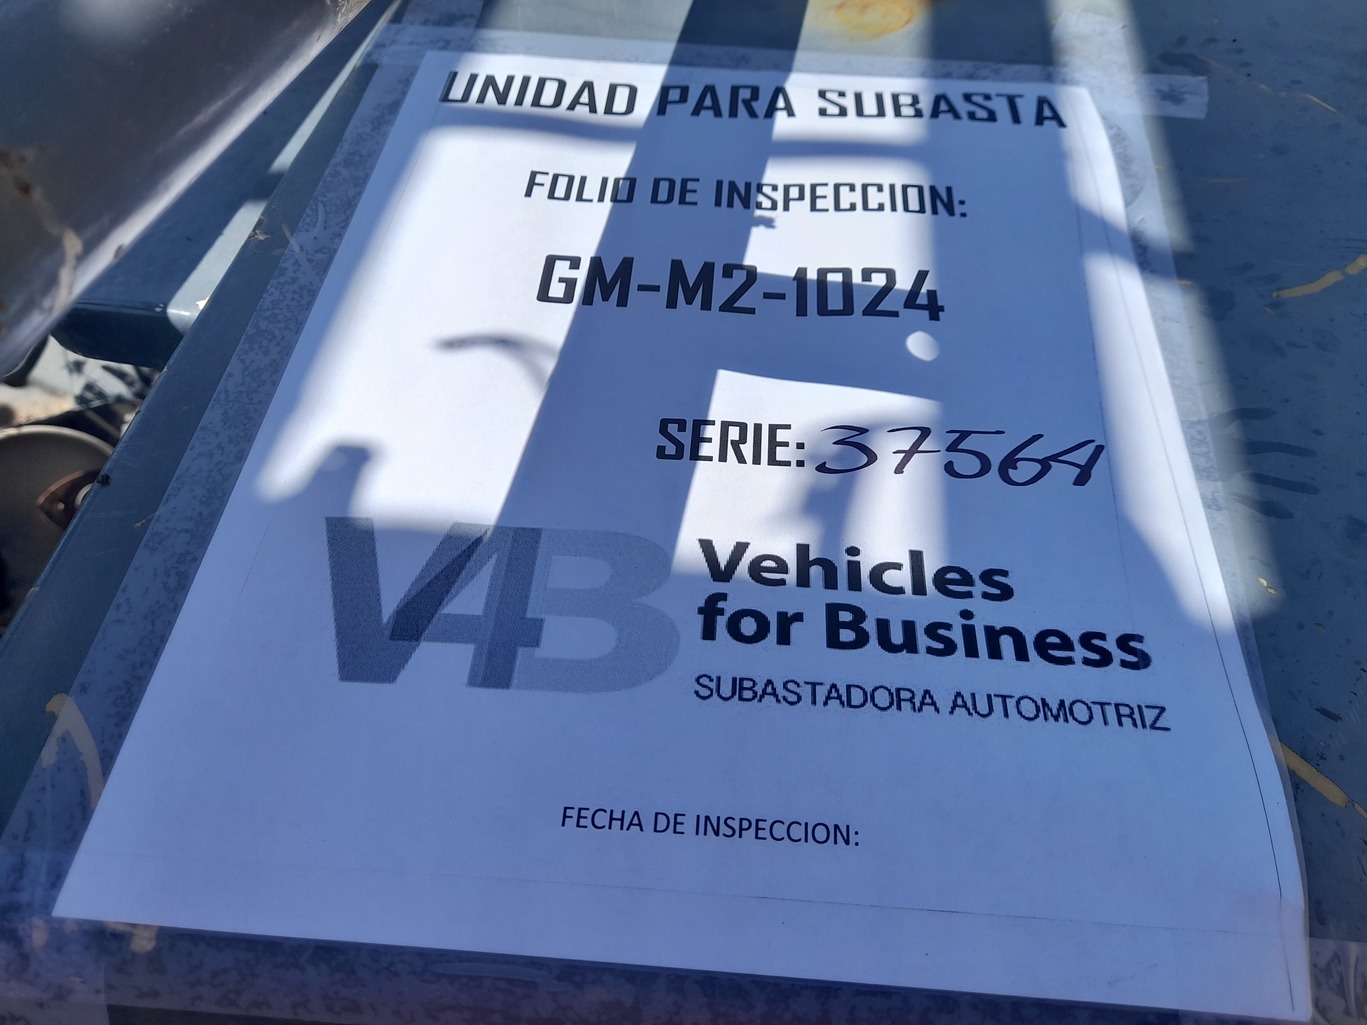 UNIDAD PARA SUBASTA
FOLIO DE INSPECCION:
GM-M2-1024
SERIE: 37564
V4B
Vehicles
for Business
SUBASTADORA AUTOMOTRIZ
FECHA DE INSPECCION: